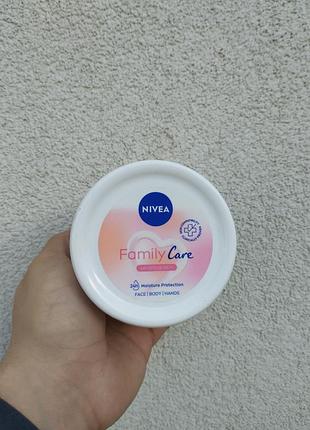 NIVEA
Family Care
24h Moisture Protection
FACE | BODY | HANDS